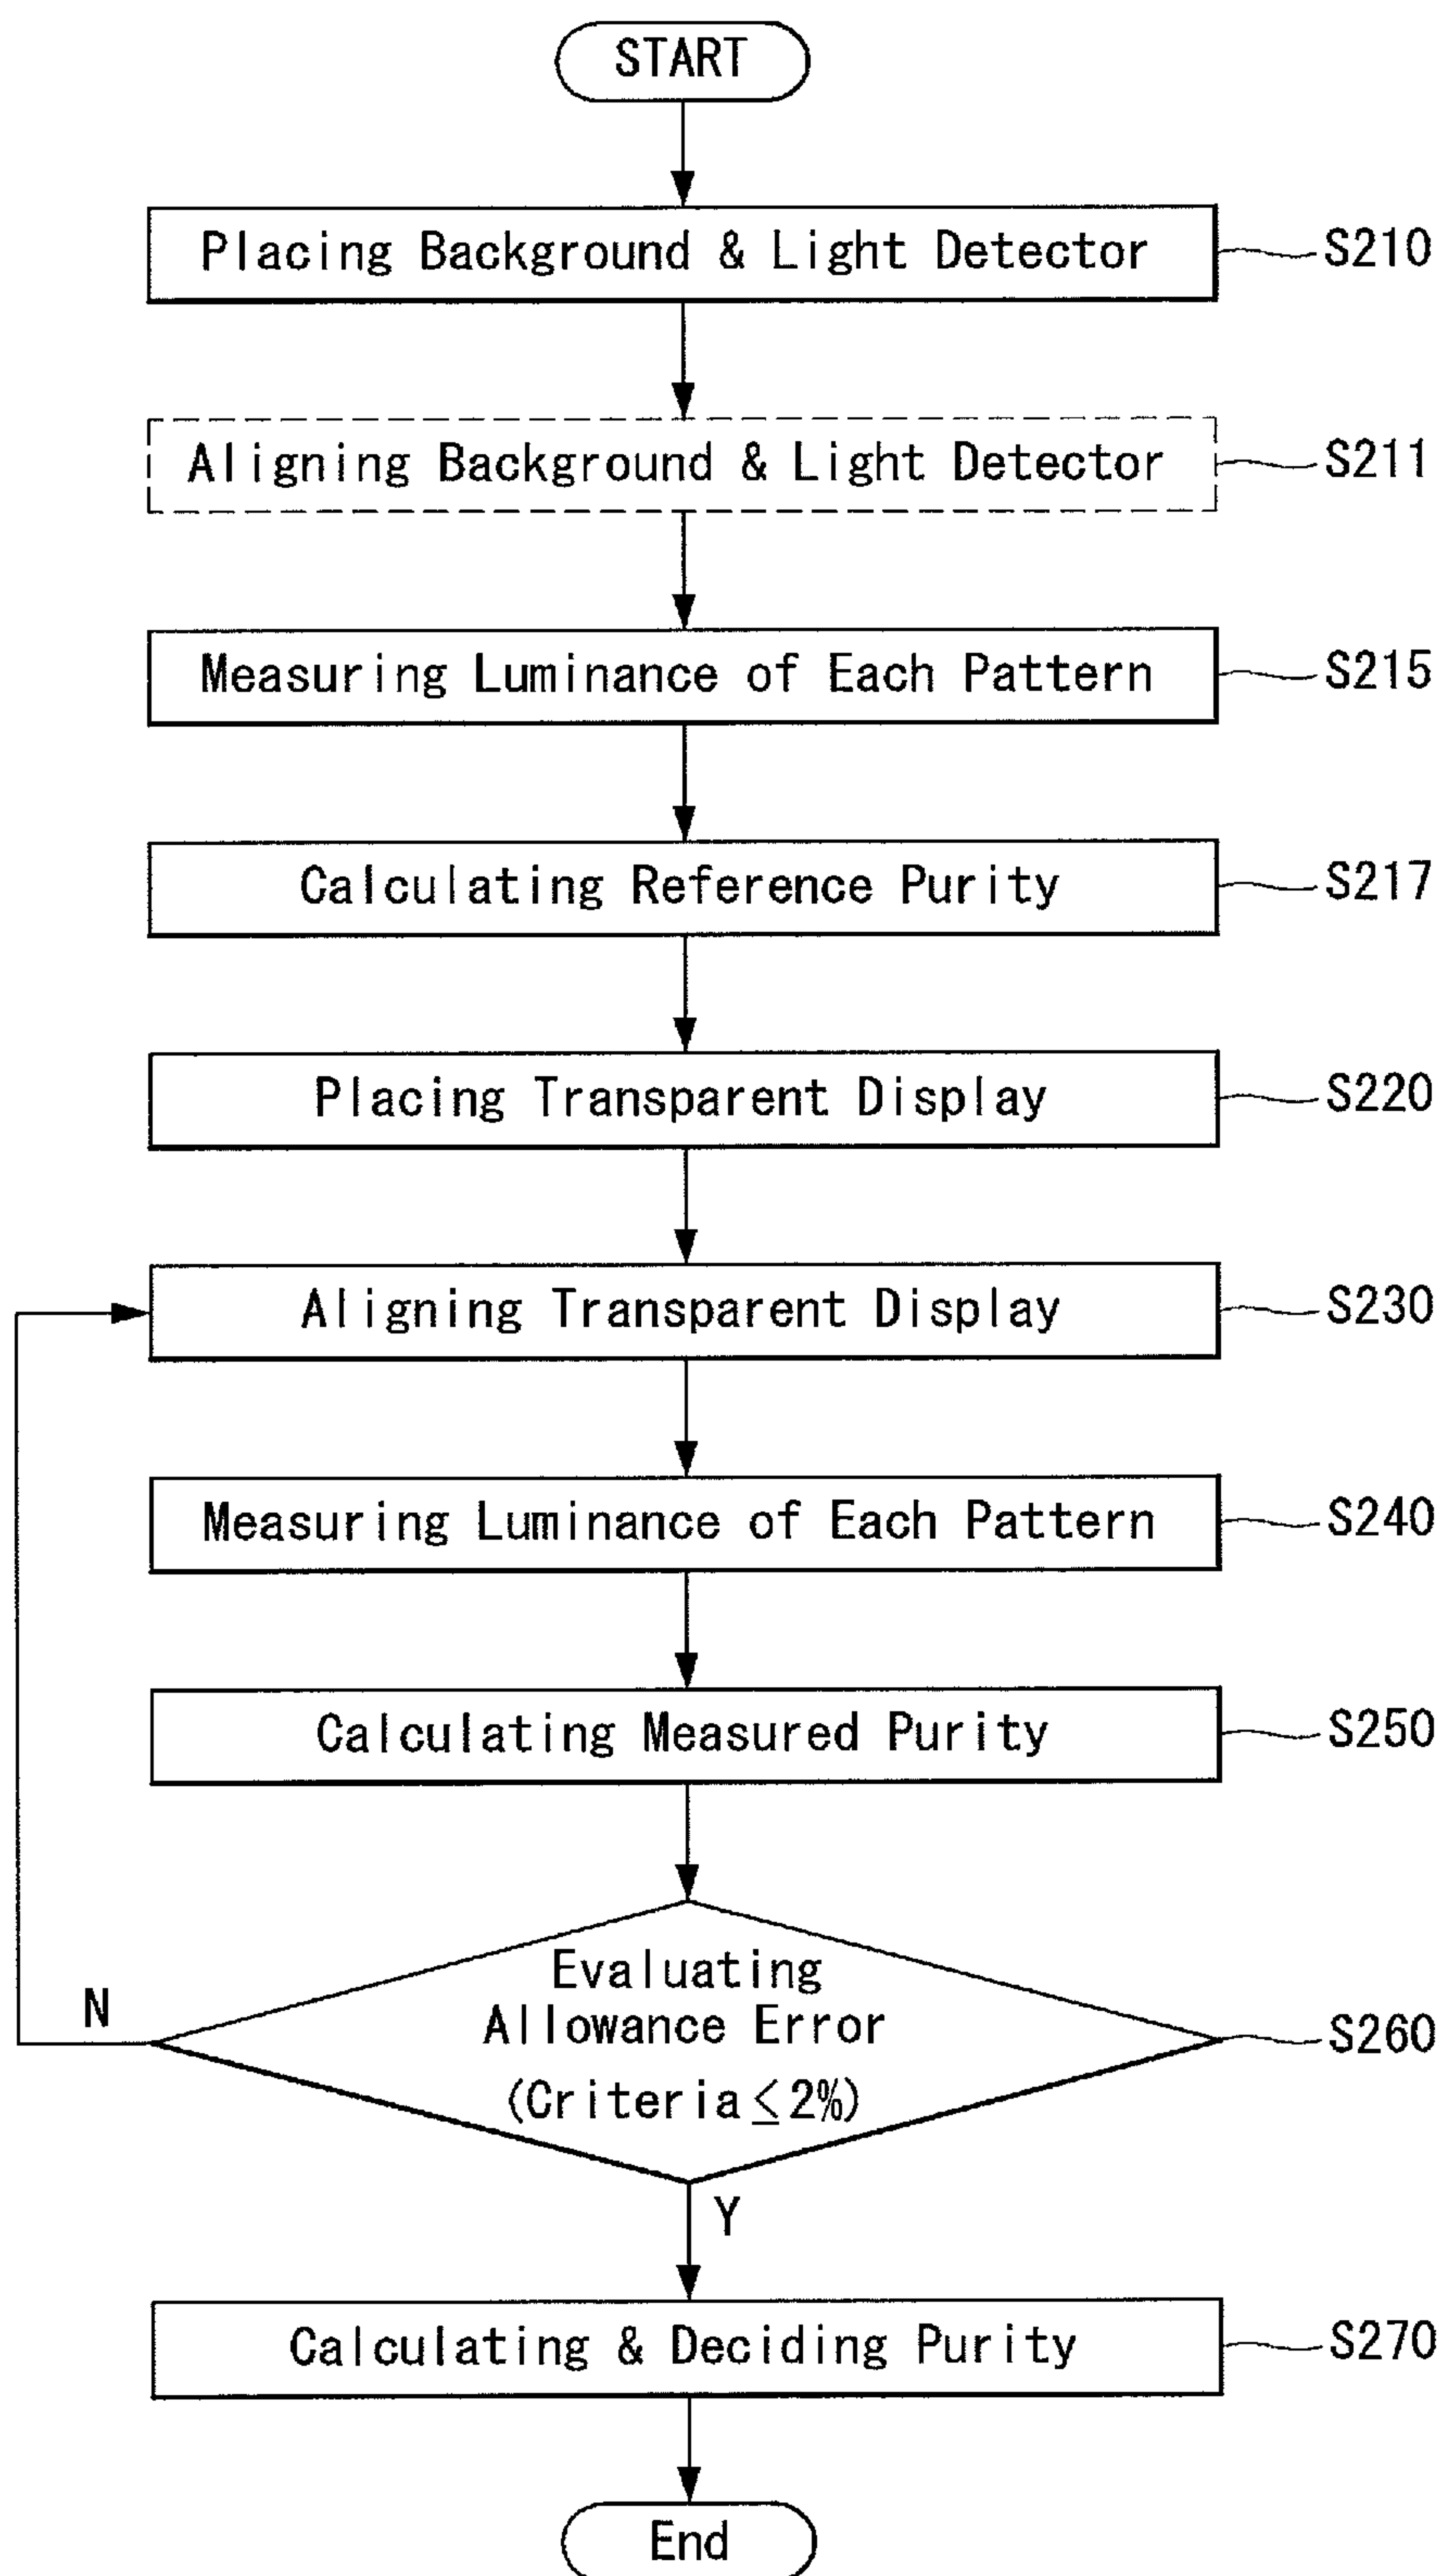 START
Placing Background & Light Detector
S210
Aligning Background & Light Detector
S211
Measuring Luminance of Each Pattern
S215
Calculating Reference Purity
S217
Placing Transparent Display
S220
Aligning Transparent Display
S230
Measuring Luminance of Each Pattern
S240
Calculating Measured Purity
S250
Evaluating
Allowance Error
(Criteria≤2%)
S260
N
Y
Calculating & Deciding Purity
S270
End